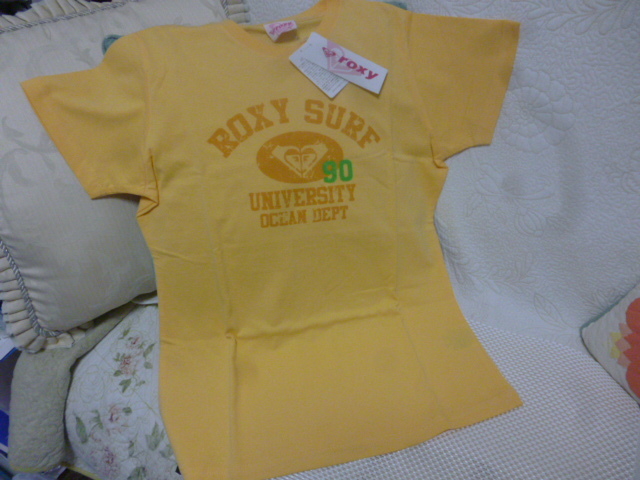 roxy
ROXY SURF
90
UNIVERSITY
OCEAN DEPT